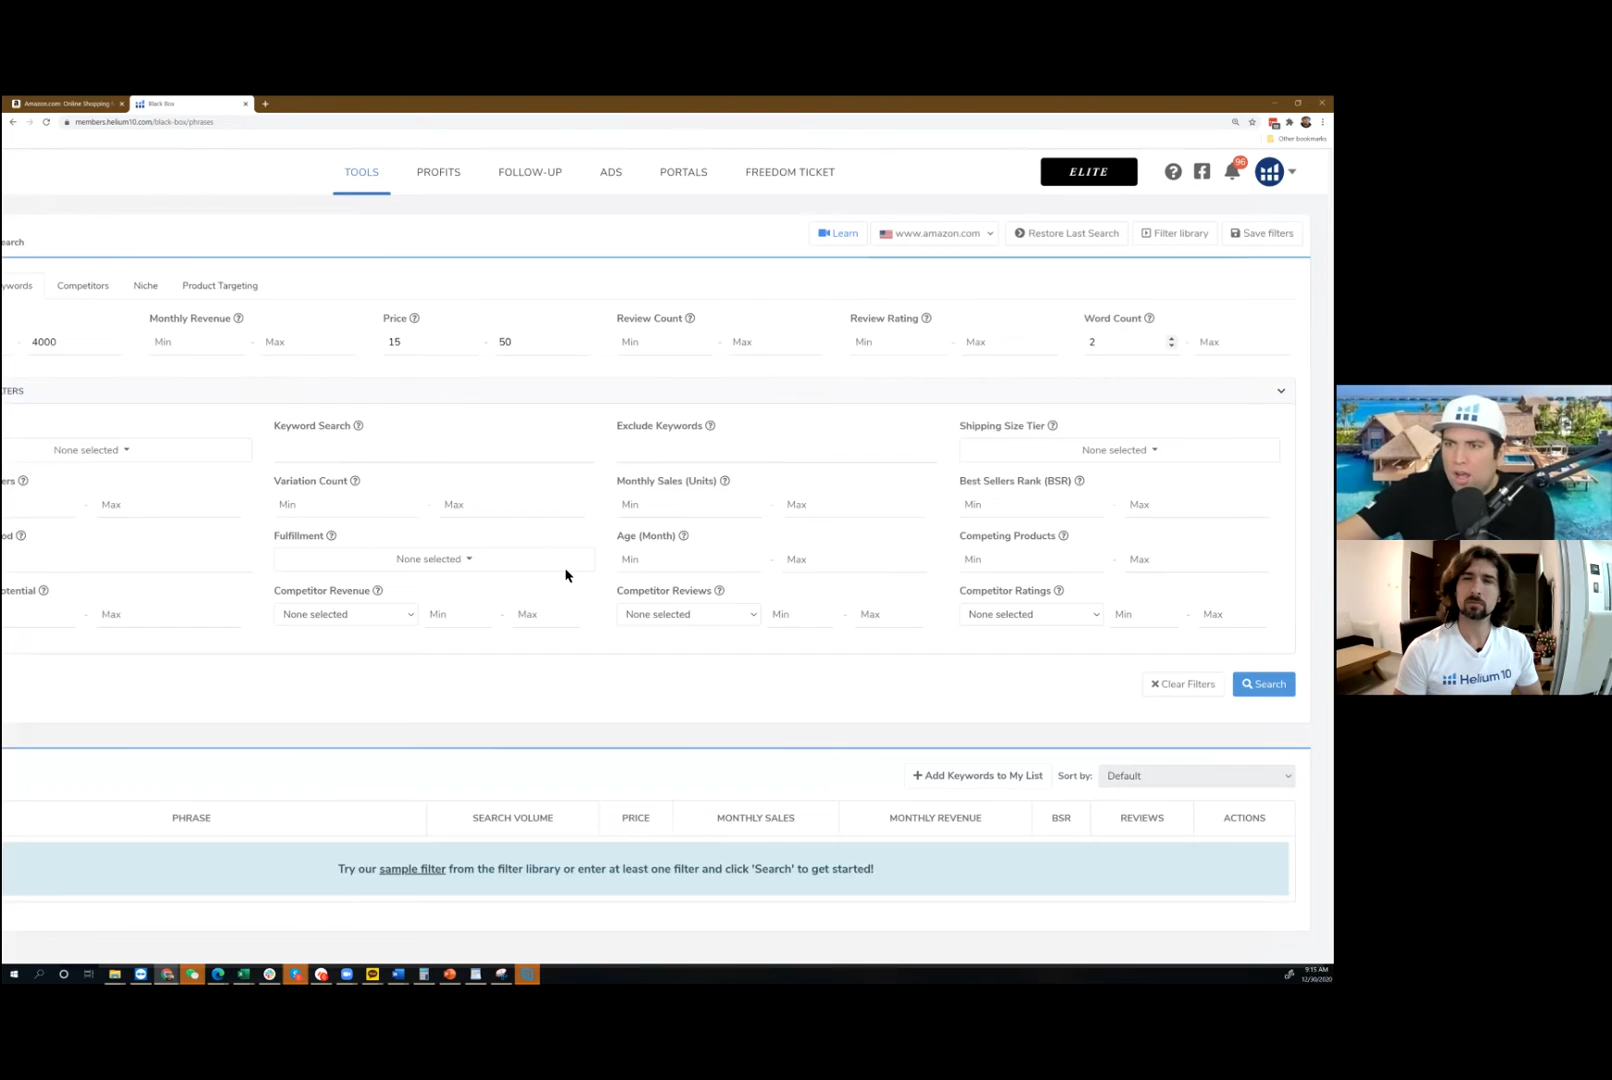 Amazon.com: Online Shopping
Black Box
members.helium10.com/black-box/phrases
Other bookmarks
TOOLS
PROFITS
FOLLOW-UP
ADS
PORTALS
FREEDOM TICKET
ELITE
96
earch
Learn
www.amazon.com
Restore Last Search
Filter library
Save filters
ywords
Competitors
Niche
Product Targeting
Monthly Revenue
Price
Review Count
Review Rating
Word Count
- 4000
Min - Max
15 - 50
Min - Max
Min - Max
2 - Max
TERS
Keyword Search
Exclude Keywords
Shipping Size Tier
None selected
None selected
ers
Variation Count
Monthly Sales (Units)
Best Sellers Rank (BSR)
- Max
Min - Max
Min - Max
Min - Max
od
Fulfillment
Age (Month)
Competing Products
None selected
Min - Max
Min - Max
otential
Competitor Revenue
Competitor Reviews
Competitor Ratings
- Max
None selected
Min - Max
None selected
Min - Max
None selected
Min - Max
Clear Filters
Search
+ Add Keywords to My List
Sort by:
Default
PHRASE
SEARCH VOLUME
PRICE
MONTHLY SALES
MONTHLY REVENUE
BSR
REVIEWS
ACTIONS
Try our sample filter from the filter library or enter at least one filter and click 'Search' to get started!
Helium 10
9:15 AM
12/30/2020